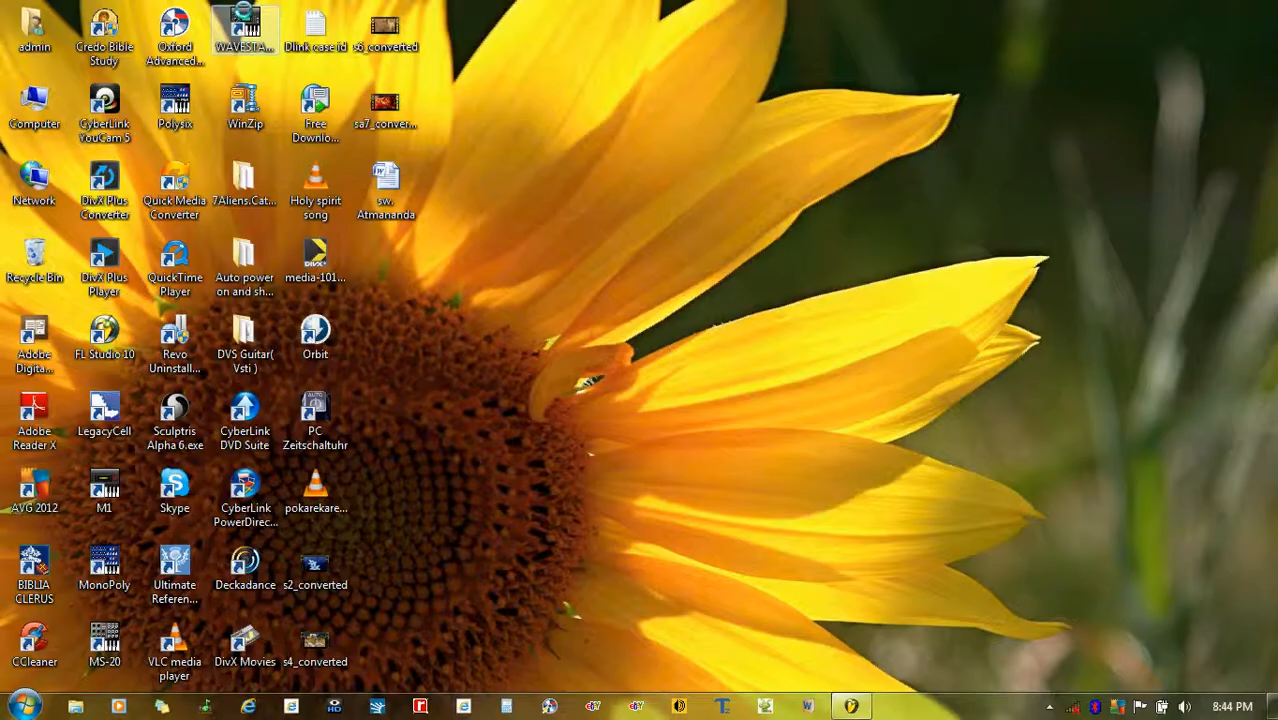 admin
Credo Bible
Study
Oxford
Advanced...
WAVESTA...
Dlink case id
s6_converted
Computer
CyberLink
YouCam 5
Polysix
WinZip
Free
Downlo...
sa7_conver...
Network
DivX Plus
Converter
Quick Media
Converter
7Aliens.Cat...
Holy spirit
song
sw.
Atmananda
Recycle Bin
DivX Plus
Player
QuickTime
Player
Auto power
on and sh...
media-101...
Adobe
Digita...
FL Studio 10
Revo
Uninstall...
DVS Guitar(
Vsti )
Orbit
Adobe
Reader X
LegacyCell
Sculptris
Alpha 6.exe
CyberLink
DVD Suite
PC
Zeitschaltuhr
AVG 2012
M1
Skype
CyberLink
PowerDirec...
pokarekare...
BIBLIA
CLERUS
MonoPoly
Ultimate
Referen...
Deckadance
s2_converted
CCleaner
MS-20
VLC media
player
DivX Movies
s4_converted
8:44 PM